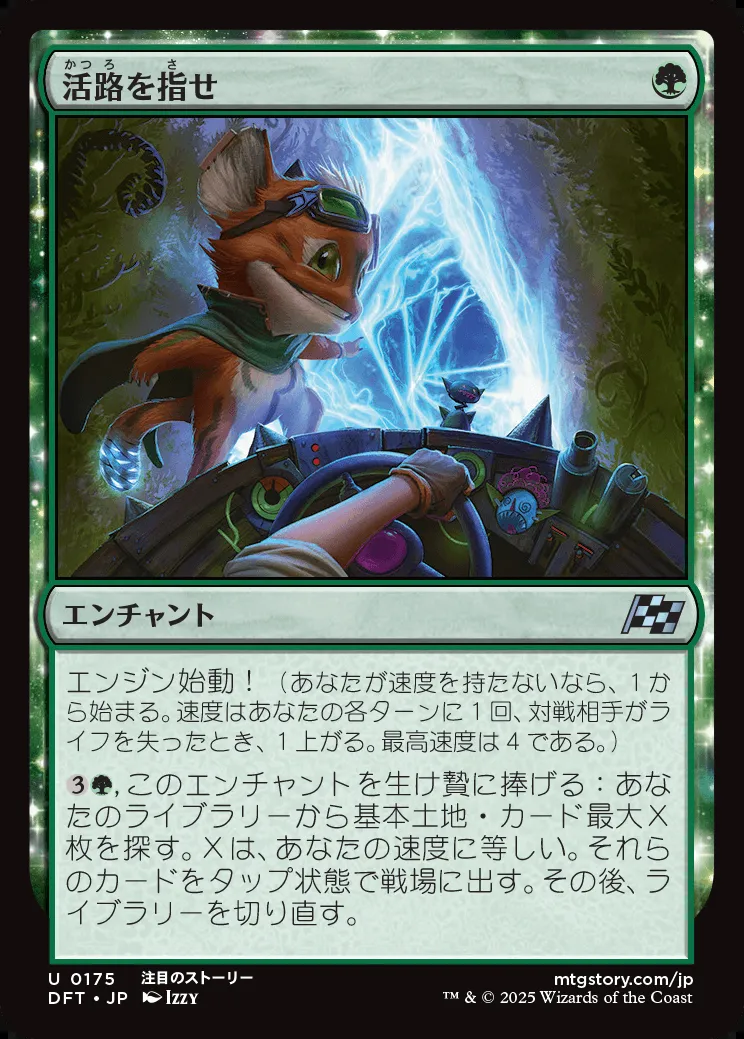 かつろ さ
活路を指せ
エンチャント
エンジン始動！（あなたが速度を持たないなら、1か
ら始まる。速度はあなたの各ターンに1回、対戦相手がラ
イフを失ったとき、1上がる。最高速度は4である。）
3,このエンチャントを生け贄に捧げる：あな
たのライブラリーから基本土地・カード最大X
枚を探す。Xは、あなたの速度に等しい。それら
のカードをタップ状態で戦場に出す。その後、ラ
イブラリーを切り直す。
U 0175 注目のストーリー
DFT • JP Izzy
mtgstory.com/jp
™ & © 2025 Wizards of the Coast